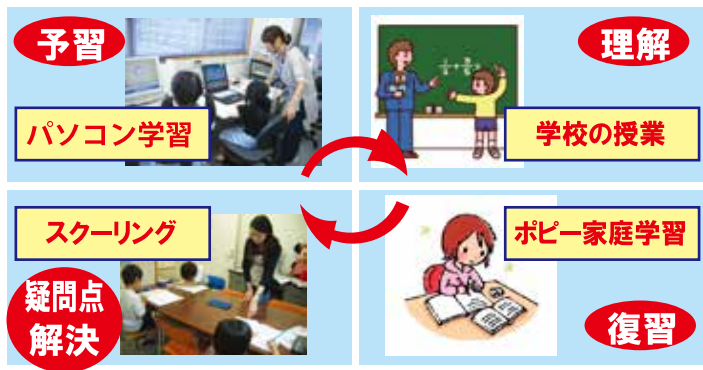 予習
パソコン学習
理解
学校の授業
スクーリング
疑問点
解決
ポピー家庭学習
復習